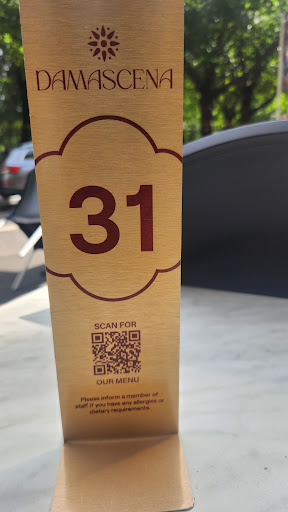 DAMASCENA
31
SCAN FOR
OUR MENU
Please inform a member of
staff if you have any allergies or
dietary requirements.